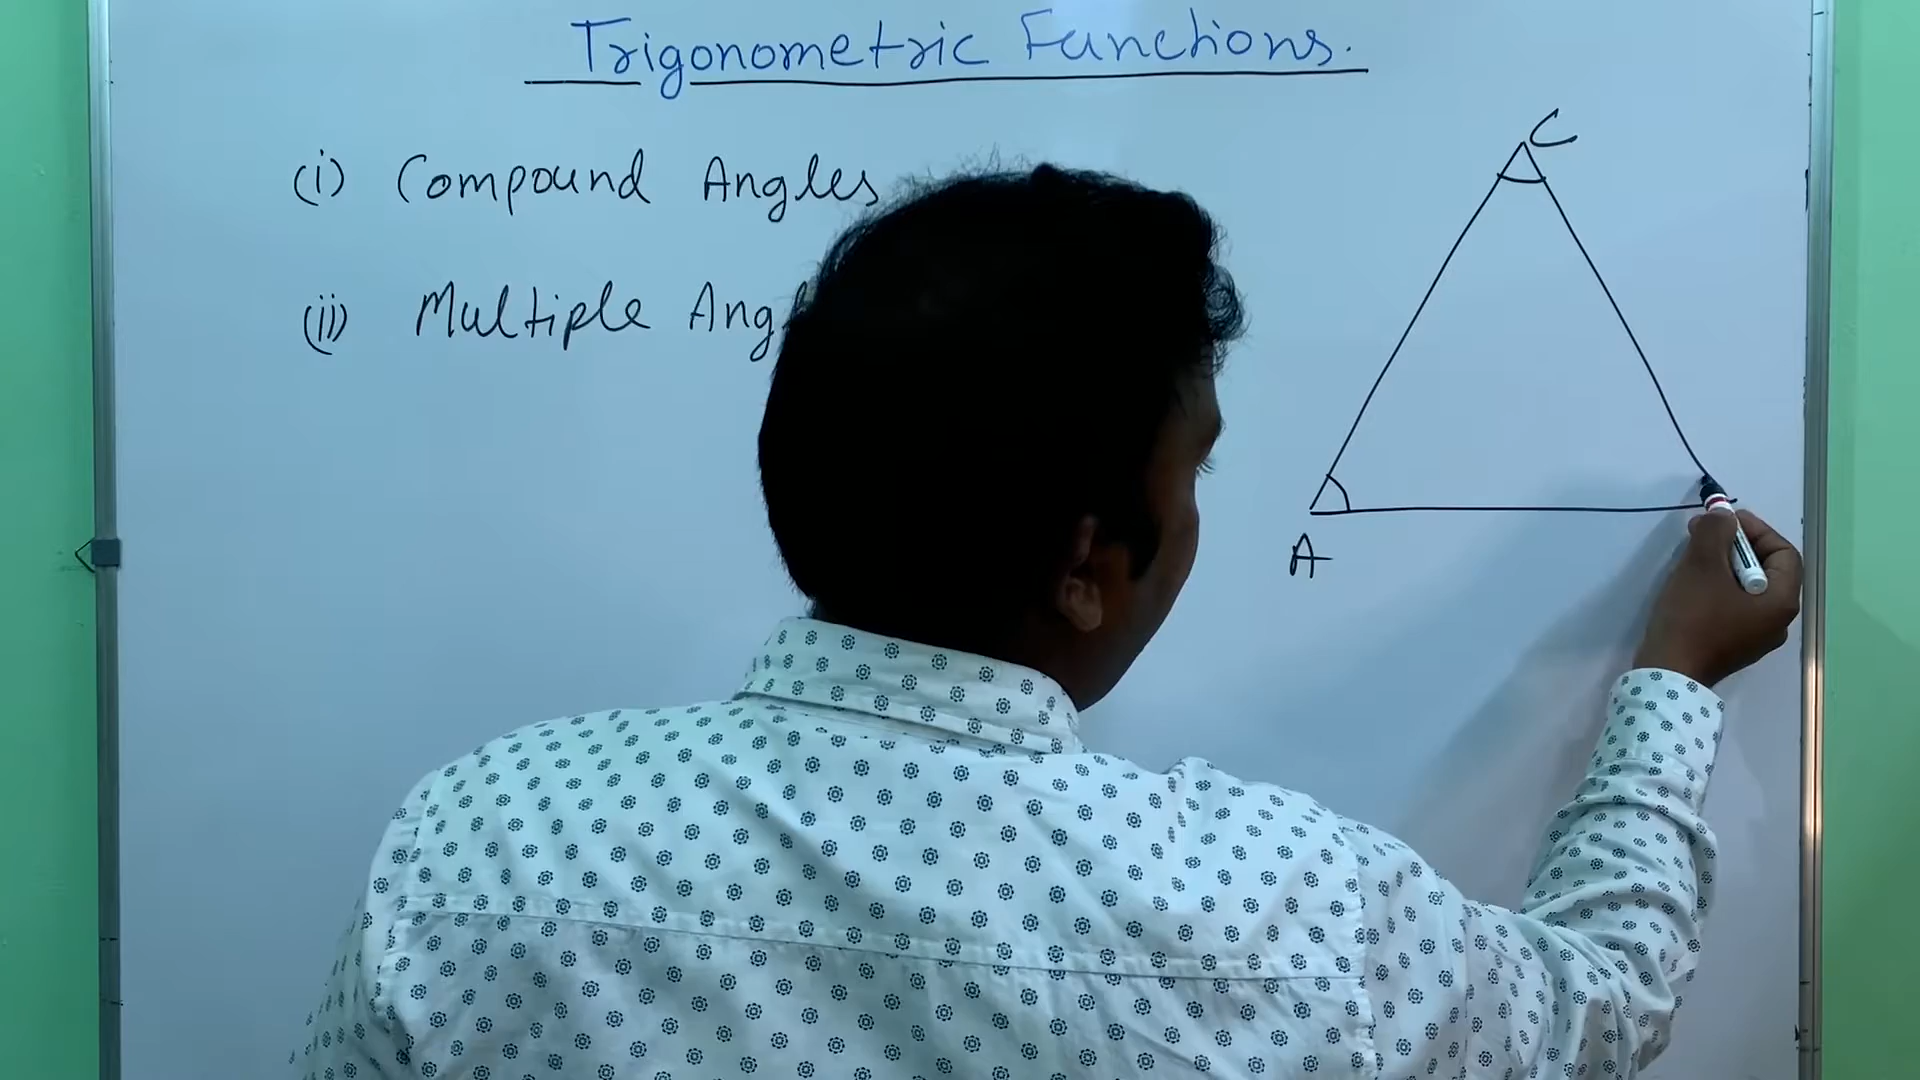 Trigonometric Functions.
C
(i) Compound Angles
(ii) Multiple
A